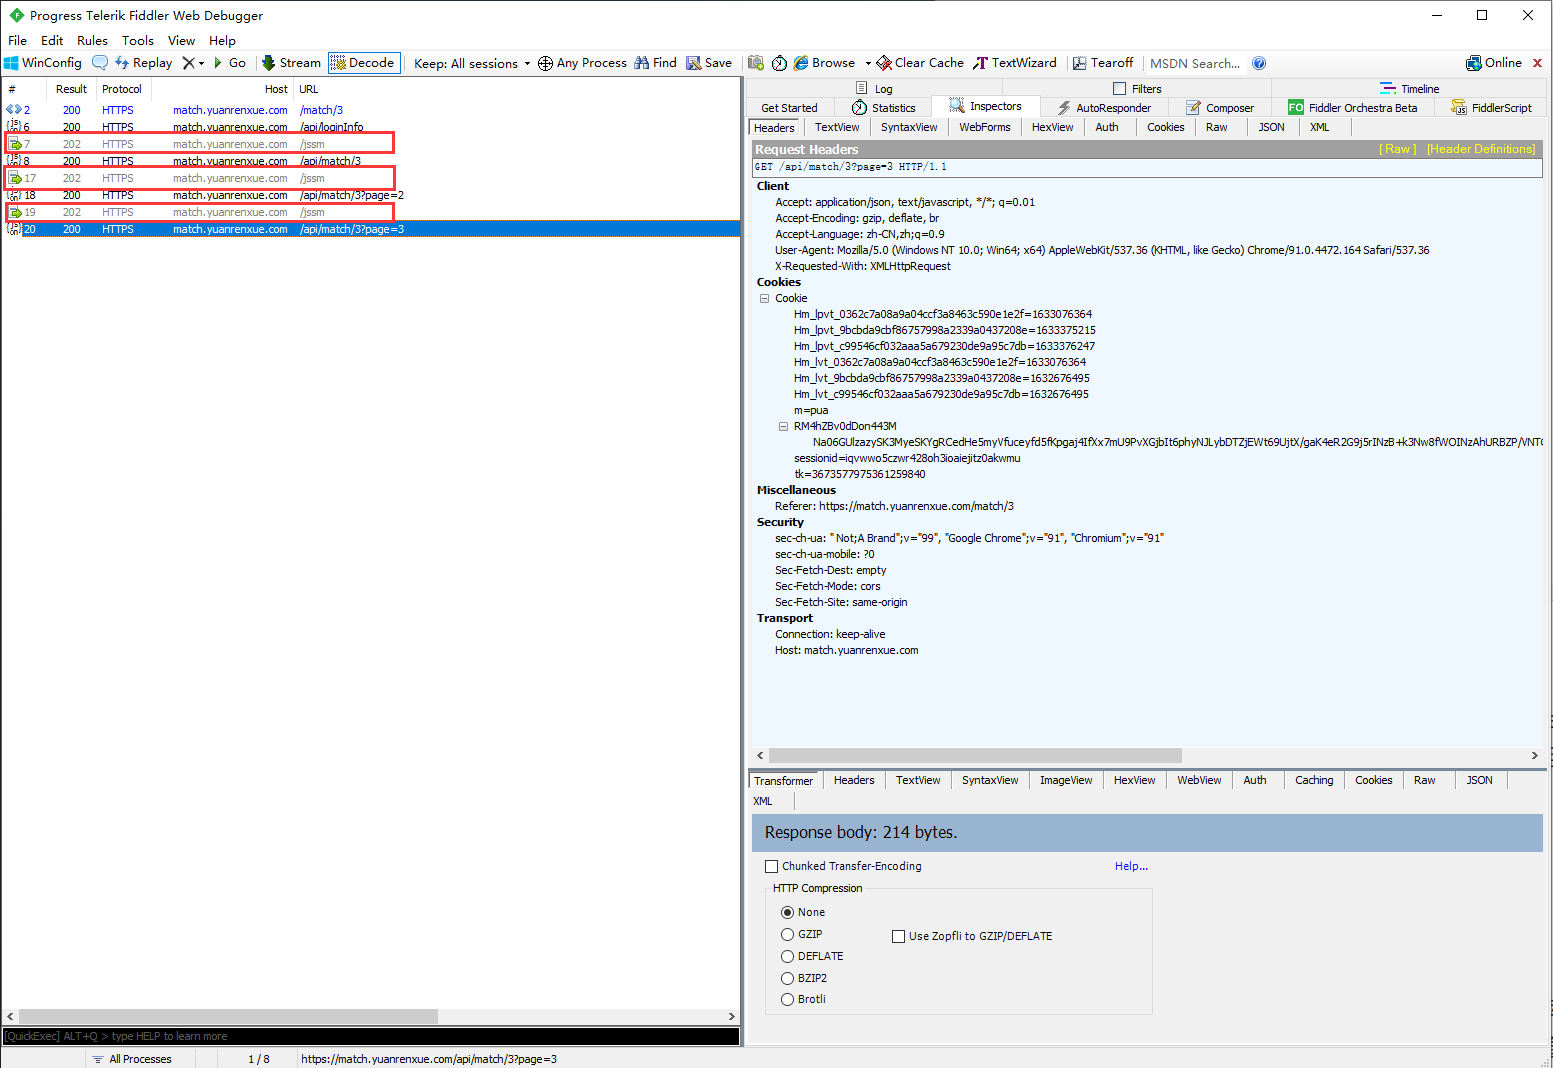 Progress Telerik Fiddler Web Debugger
File Edit Rules Tools View Help
WinConfig Replay Go Stream Decode Keep: All sessions Any Process Find Save Browse Clear Cache TextWizard Tearoff MSDN Search... Online
# Result Protocol Host URL
2 200 HTTPS match.yuanrenxue.com /match/3
6 200 HTTPS match.yuanrenxue.com /api/loginInfo
7 202 HTTPS match.yuanrenxue.com /jssm
8 200 HTTPS match.yuanrenxue.com /api/match/3
17 202 HTTPS match.yuanrenxue.com /jssm
18 200 HTTPS match.yuanrenxue.com /api/match/3?page=2
19 202 HTTPS match.yuanrenxue.com /jssm
20 200 HTTPS match.yuanrenxue.com /api/match/3?page=3
[QuickExec] ALT+Q > type HELP to learn more
All Processes 1 / 8 https://match.yuanrenxue.com/api/match/3?page=3
Log Filters Timeline
Get Started Statistics Inspectors AutoResponder Composer FO Fiddler Orchestra Beta FiddlerScript
Headers TextView SyntaxView WebForms HexView Auth Cookies Raw JSON XML
Request Headers [ Raw ] [Header Definitions]
GET /api/match/3?page=3 HTTP/1.1
Client
Accept: application/json, text/javascript, */*; q=0.01
Accept-Encoding: gzip, deflate, br
Accept-Language: zh-CN,zh;q=0.9
User-Agent: Mozilla/5.0 (Windows NT 10.0; Win64; x64) AppleWebKit/537.36 (KHTML, like Gecko) Chrome/91.0.4472.164 Safari/537.36
X-Requested-With: XMLHttpRequest
Cookies
Cookie
Hm_lpvt_0362c7a08a9a04ccf3a8463c590e1e2f=1633076364
Hm_lpvt_9bcbda9cbf86757998a2339a0437208e=1633375215
Hm_lpvt_c99546cf032aaa5a679230de9a95c7db=1633376247
Hm_lvt_0362c7a08a9a04ccf3a8463c590e1e2f=1633076364
Hm_lvt_9bcbda9cbf86757998a2339a0437208e=1632676495
Hm_lvt_c99546cf032aaa5a679230de9a95c7db=1632676495
m=pua
RM4hZBv0dDon443M
Na06GUlzazySK3MyeSKYgRCedHe5myVfuceyfd5fKpgaj4IfXx7mU9PvXGjbIt6phyNJLybDTZjEWt69UjtX/gaK4eR2G9j5rINzB+k3Nw8fWOINzAhURBZP/VNTC
sessionid=iqvwwo5czwr428oh3ioaiejitz0akwmu
tk=3673577975361259840
Miscellaneous
Referer: https://match.yuanrenxue.com/match/3
Security
sec-ch-ua: " Not;A Brand";v="99", "Google Chrome";v="91", "Chromium";v="91"
sec-ch-ua-mobile: ?0
Sec-Fetch-Dest: empty
Sec-Fetch-Mode: cors
Sec-Fetch-Site: same-origin
Transport
Connection: keep-alive
Host: match.yuanrenxue.com
Transformer Headers TextView SyntaxView ImageView HexView WebView Auth Caching Cookies Raw JSON
XML
Response body: 214 bytes.
Chunked Transfer-Encoding Help...
HTTP Compression
None
GZIP Use Zopfli to GZIP/DEFLATE
DEFLATE
BZIP2
Brotli